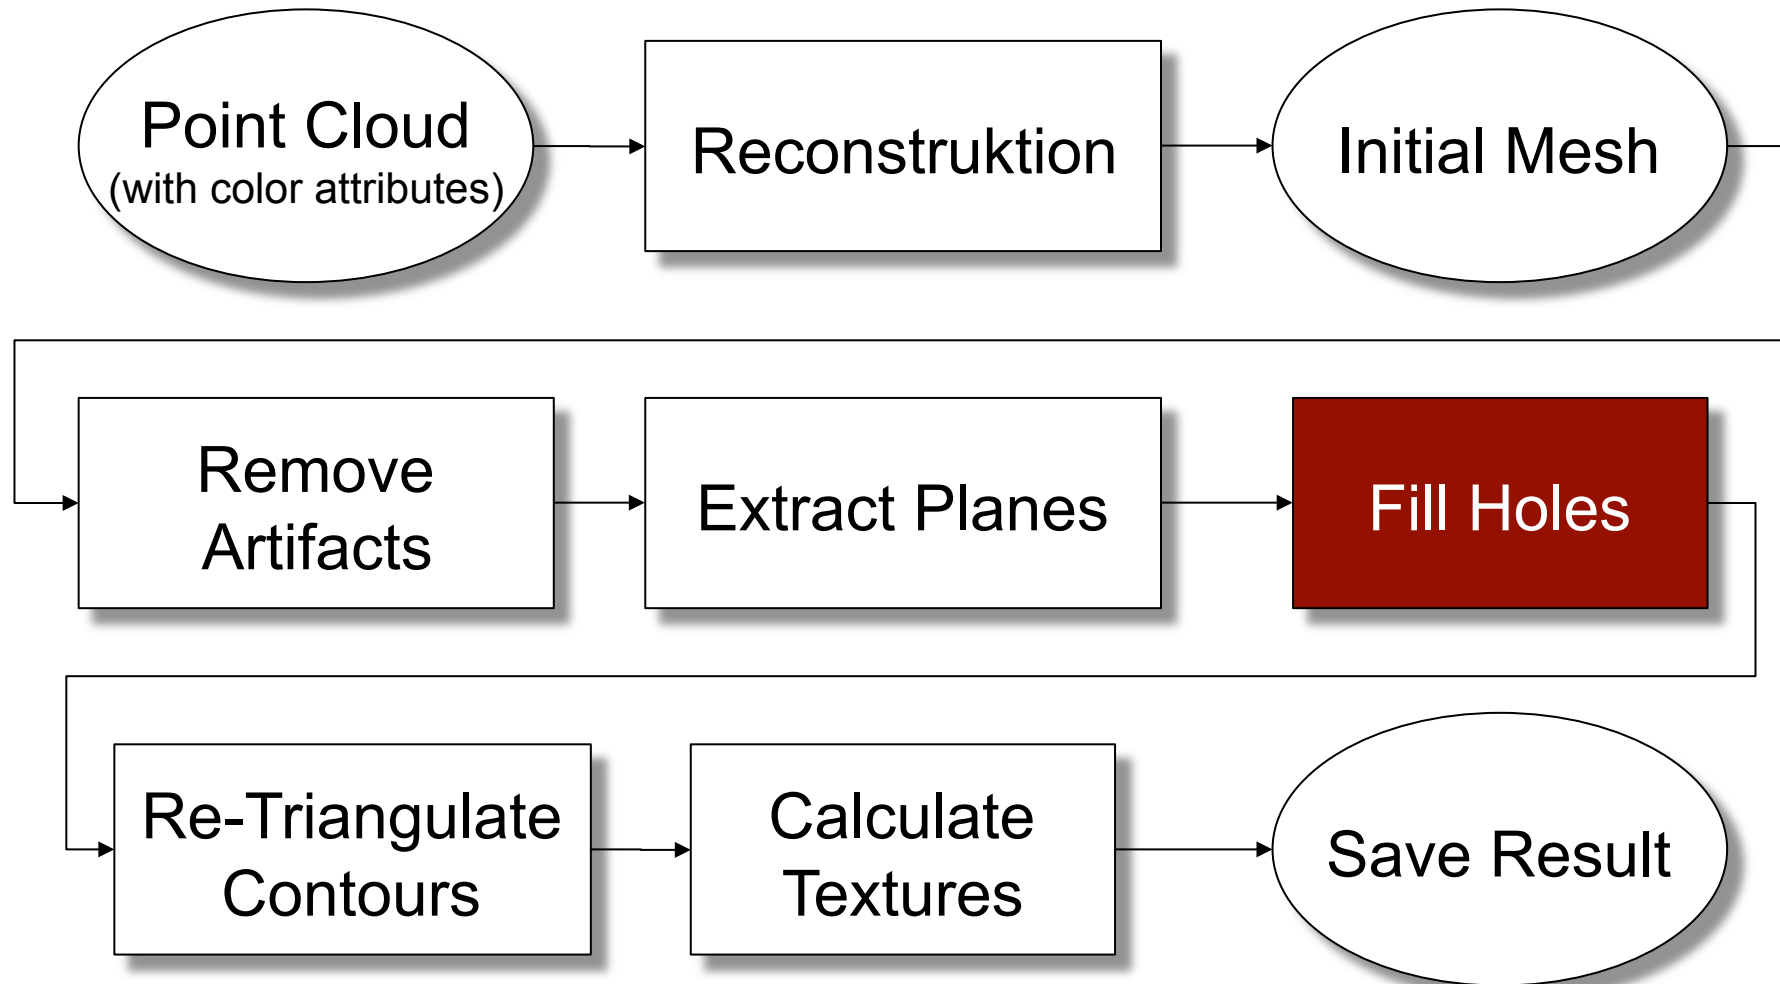 Point Cloud
(with color attributes)
Reconstruktion
Initial Mesh
Remove
Artifacts
Extract Planes
Fill Holes
Re-Triangulate
Contours
Calculate
Textures
Save Result